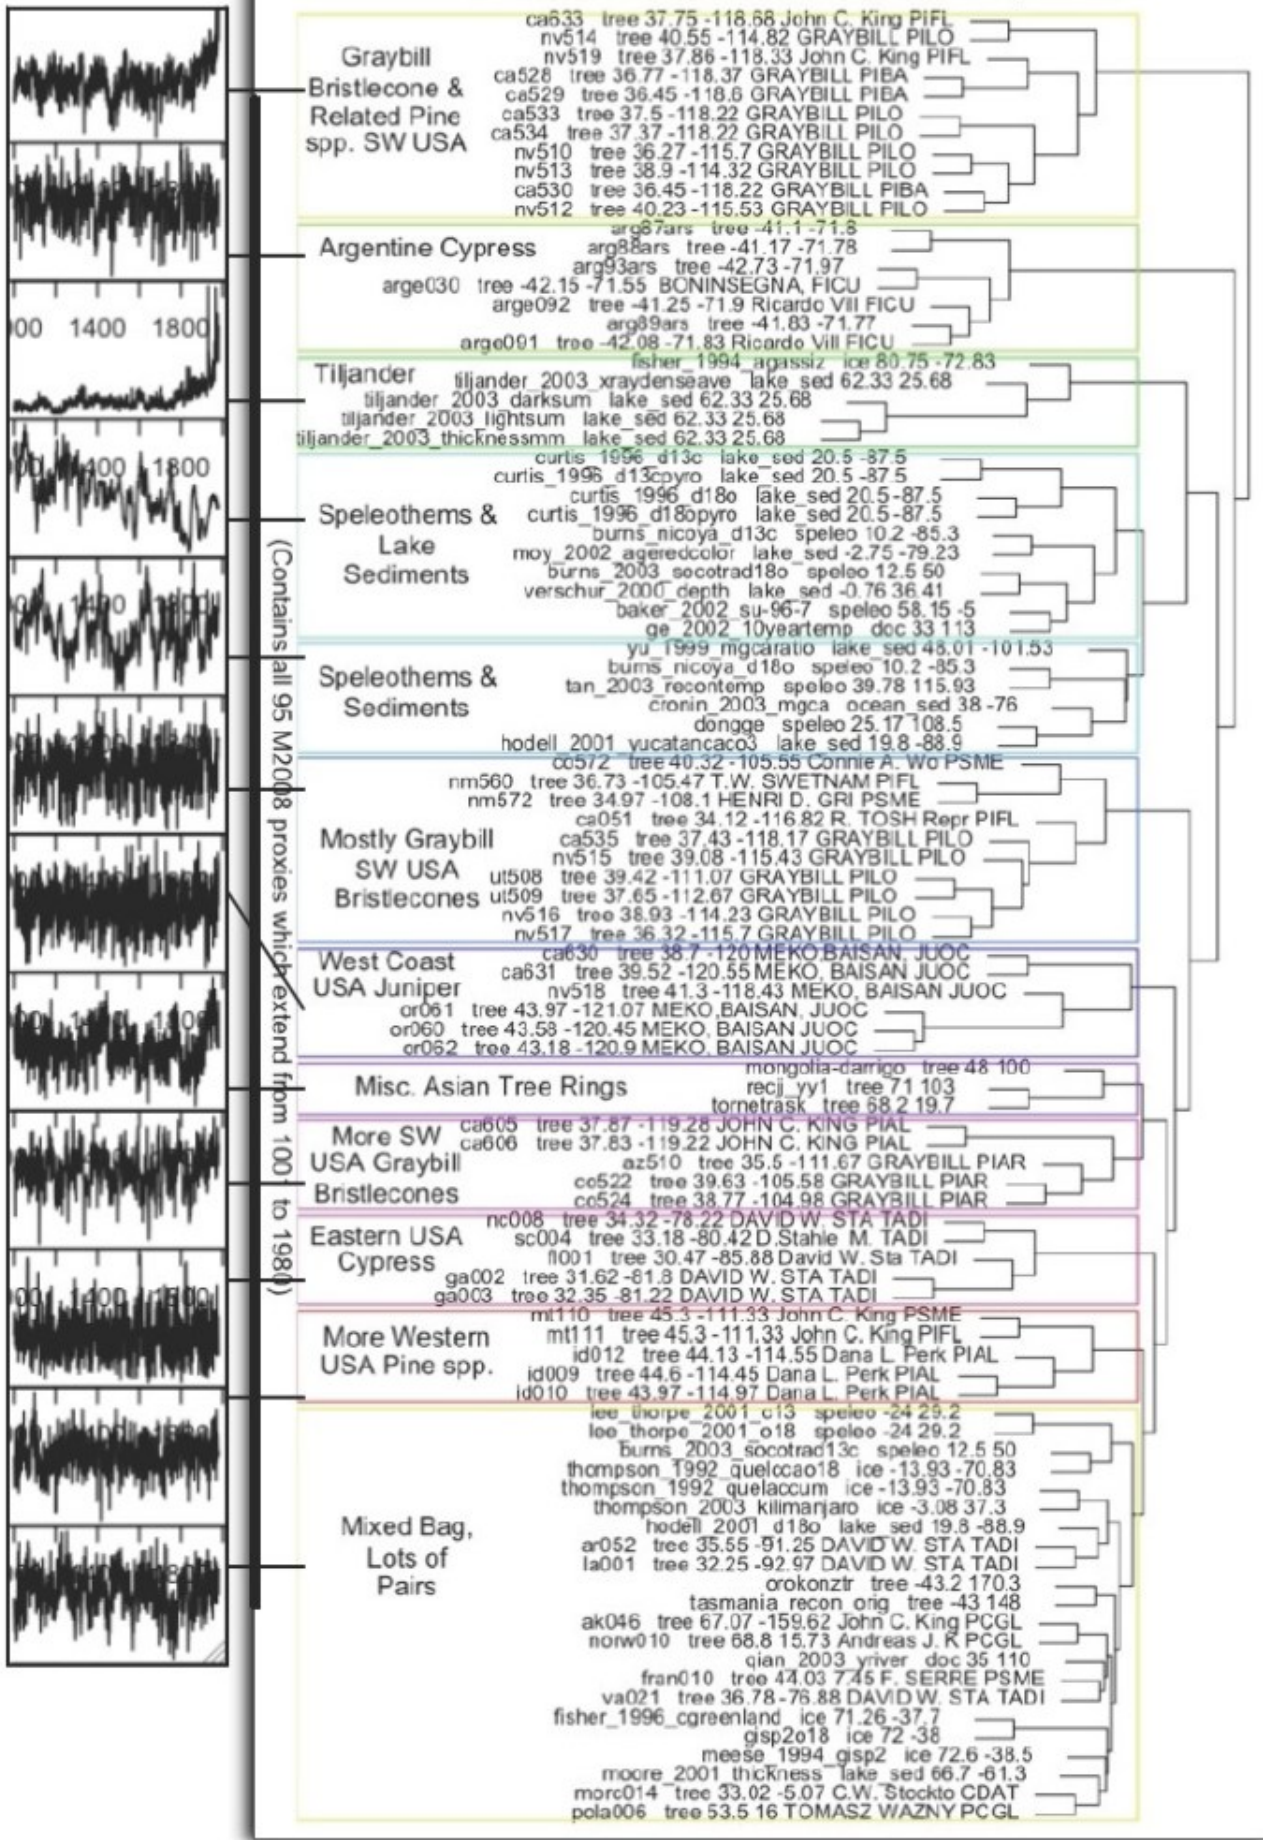 Graybill
Bristlecone &
Related Pine
spp. SW USA
ca633 tree 37.75 -118.68 John C. King PIFL
nv514 tree 40.55 -114.82 GRAYBILL PILO
nv519 tree 37.86 -118.33 John C. King PIFL
ca528 tree 36.77 -118.37 GRAYBILL PIBA
ca529 tree 36.45 -118.6 GRAYBILL PIBA
ca533 tree 37.5 -118.22 GRAYBILL PILO
ca534 tree 37.37 -118.22 GRAYBILL PILO
nv510 tree 36.27 -115.7 GRAYBILL PILO
nv513 tree 38.9 -114.32 GRAYBILL PILO
ca530 tree 36.45 -118.22 GRAYBILL PIBA
nv512 tree 40.23 -115.53 GRAYBILL PILO
Argentine Cypress
arg87ars tree -41.1 -71.8
arg88ars tree -41.17 -71.78
arg93ars tree -42.73 -71.97
arge030 tree -42.15 -71.55 BONINSEGNA, FICU
arge092 tree -41.25 -71.9 Ricardo Vill FICU
arg89ars tree -41.83 -71.77
arge091 tree -42.08 -71.83 Ricardo Vill FICU
00 1400 1800
Tiljander
fisher_1994_agassiz ice 80.75 -72.83
tiljander_2003_xraydenseave lake_sed 62.33 25.68
tiljander_2003_darksum lake_sed 62.33 25.68
tiljander_2003_lightsum lake_sed 62.33 25.68
tiljander_2003_thicknessmm lake_sed 62.33 25.68
00 1400 1800
Speleothems &
Lake
Sediments
curtis_1996_d13c lake_sed 20.5 -87.5
curtis_1996_d13cpyro lake_sed 20.5 -87.5
curtis_1996_d18o lake_sed 20.5 -87.5
curtis_1996_d18opyro lake_sed 20.5 -87.5
burns_nicoya_d13c speleo 10.2 -85.3
moy_2002_ageredcolor lake_sed -2.75 -79.23
burns_2003_socotrad18o speleo 12.5 50
verschur_2000_depth lake_sed -0.76 36.41
baker_2002_su-96-7 speleo 58.15 -5
ge_2002_10yeartemp doc 33 113
Speleothems &
Sediments
yu_1999_mgcaratio lake_sed 48.01 -101.53
burns_nicoya_d18o speleo 10.2 -85.3
tan_2003_recontemp speleo 39.78 115.93
cronin_2003_mgca ocean_sed 38 -76
dongge speleo 25.17 108.5
hodell_2001_yucatancaco3 lake_sed 19.8 -88.9
(Contains all 95 M2008 proxies which extend from 1001 to 1980)
Mostly Graybill
SW USA
Bristlecones
co572 tree 40.32 -105.55 Connie A. Wo PSME
nm560 tree 36.73 -105.47 T.W. SWETNAM PIFL
nm572 tree 34.97 -108.1 HENRI D. GRI PSME
ca051 tree 34.12 -116.82 R. TOSH Repr PIFL
ca535 tree 37.43 -118.17 GRAYBILL PILO
nv515 tree 39.08 -115.43 GRAYBILL PILO
ut508 tree 39.42 -111.07 GRAYBILL PILO
ut509 tree 37.65 -112.67 GRAYBILL PILO
nv516 tree 38.93 -114.23 GRAYBILL PILO
nv517 tree 36.32 -115.7 GRAYBILL PILO
West Coast
USA Juniper
ca630 tree 38.7 -120 MEKO,BAISAN, JUOC
ca631 tree 39.52 -120.55 MEKO, BAISAN JUOC
nv518 tree 41.3 -118.43 MEKO, BAISAN JUOC
or061 tree 43.97 -121.07 MEKO,BAISAN, JUOC
or060 tree 43.58 -120.45 MEKO, BAISAN JUOC
or062 tree 43.18 -120.9 MEKO, BAISAN JUOC
Misc. Asian Tree Rings
mongolia-darrigo tree 48 100
recjj_yy1 tree 71 103
tornetrask tree 68.2 19.7
More SW
USA Graybill
Bristlecones
ca605 tree 37.87 -119.28 JOHN C. KING PIAL
ca606 tree 37.83 -119.22 JOHN C. KING PIAL
az510 tree 35.5 -111.67 GRAYBILL PIAR
co522 tree 39.63 -105.58 GRAYBILL PIAR
co524 tree 38.77 -104.98 GRAYBILL PIAR
Eastern USA
Cypress
nc008 tree 34.32 -78.22 DAVID W. STA TADI
sc004 tree 33.18 -80.42 D.Stahle M. TADI
fl001 tree 30.47 -85.88 David W. Sta TADI
ga002 tree 31.62 -81.8 DAVID W. STA TADI
ga003 tree 32.35 -81.22 DAVID W. STA TADI
More Western
USA Pine spp.
mt110 tree 45.3 -111.33 John C. King PSME
mt111 tree 45.3 -111.33 John C. King PIFL
id012 tree 44.13 -114.55 Dana L. Perk PIAL
id009 tree 44.6 -114.45 Dana L. Perk PIAL
id010 tree 43.97 -114.97 Dana L. Perk PIAL
Mixed Bag,
Lots of
Pairs
lee_thorpe_2001_c13 speleo -24 29.2
lee_thorpe_2001_o18 speleo -24 29.2
burns_2003_socotrad13c speleo 12.5 50
thompson_1992_quelccao18 ice -13.93 -70.83
thompson_1992_quelaccum ice -13.93 -70.83
thompson_2003_kilimanjaro ice -3.08 37.3
hodell_2001_d18o lake_sed 19.8 -88.9
ar052 tree 35.55 -91.25 DAVID W. STA TADI
la001 tree 32.25 -92.97 DAVID W. STA TADI
orokonztr tree -43.2 170.3
tasmania_recon_orig tree -43 148
ak046 tree 67.07 -159.62 John C. King PCGL
norw010 tree 68.8 15.73 Andreas J. K PCGL
qian_2003_yriver doc 35 110
fran010 tree 44.03 7.45 F. SERRE PSME
va021 tree 36.78 -76.88 DAVID W. STA TADI
fisher_1996_cgreenland ice 71.26 -37.7
gisp2o18 ice 72 -38
meese_1994_gisp2 ice 72.6 -38.5
moore_2001_thickness lake_sed 66.7 -61.3
morc014 tree 33.02 -5.07 C.W. Stockto CDAT
pola006 tree 53.5 16 TOMASZ WAZNY PCGL